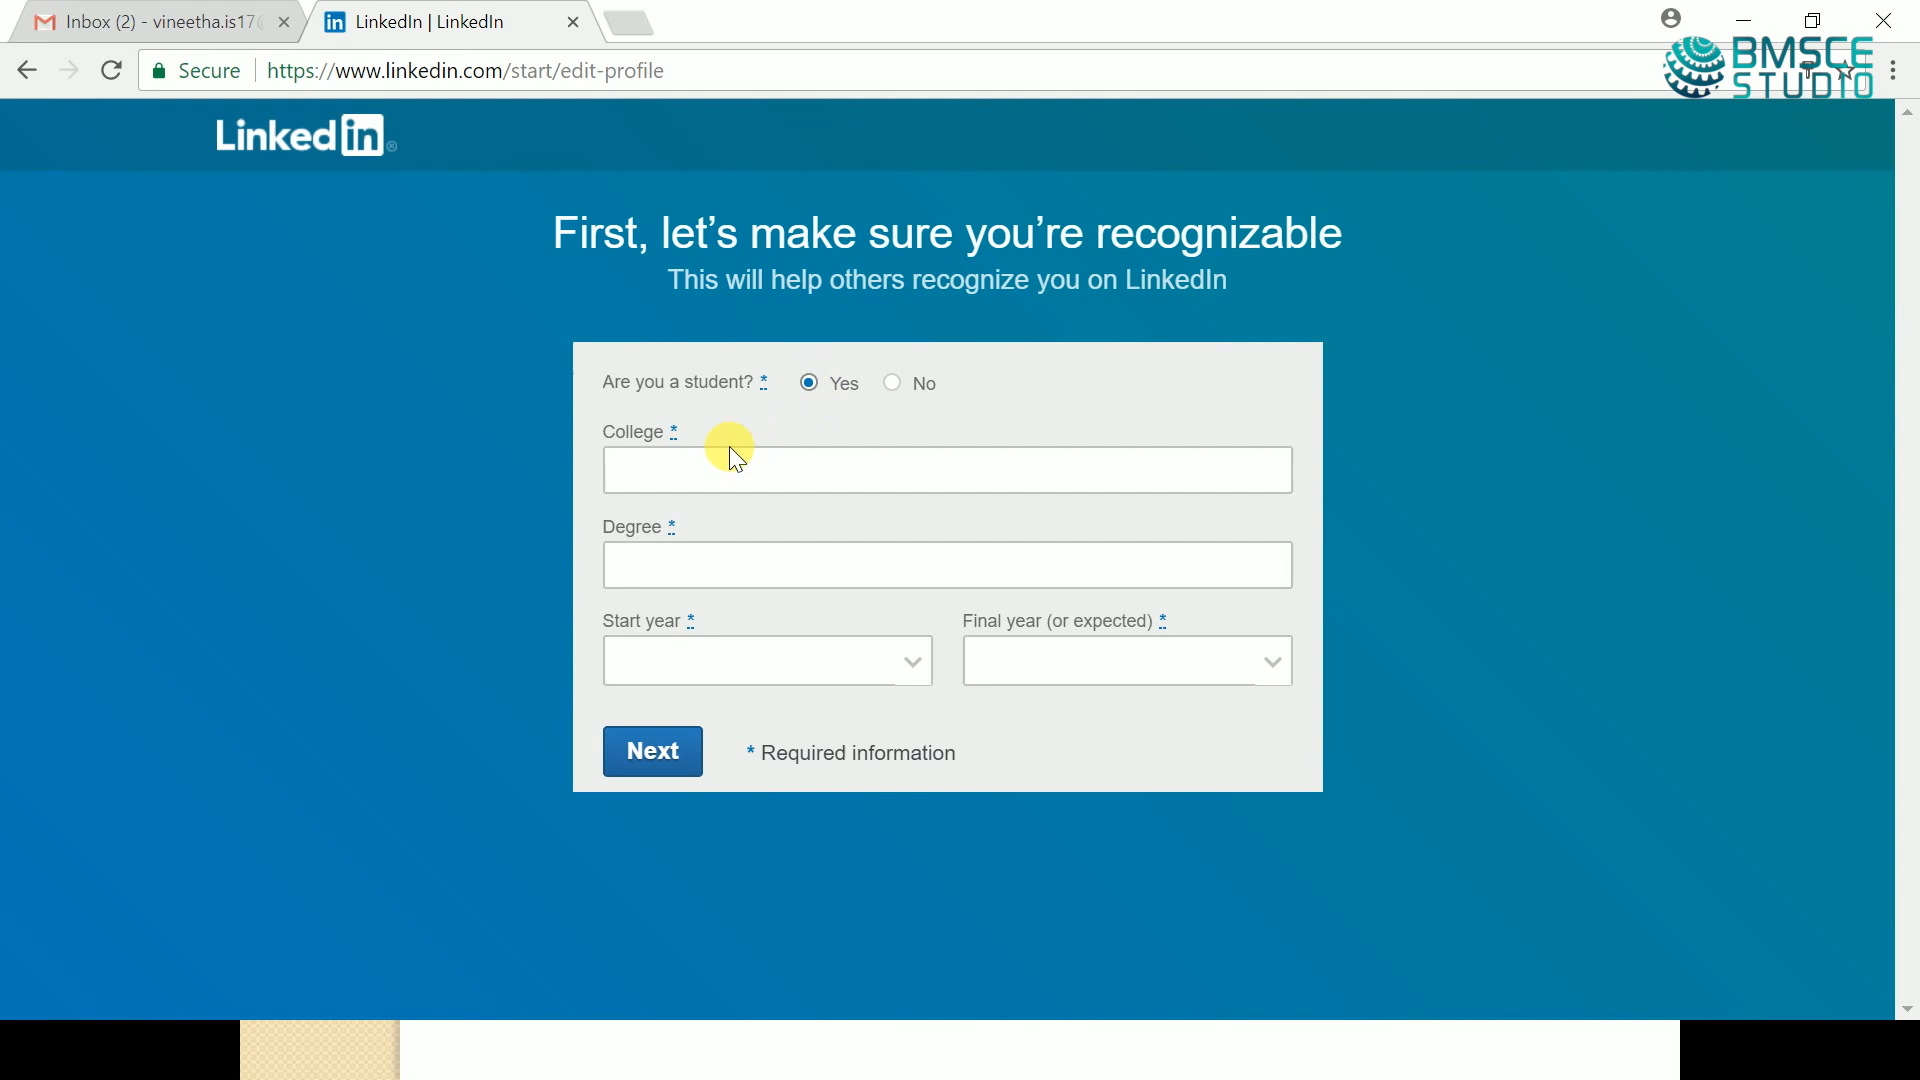 Inbox (2) - vineetha.is17
LinkedIn | LinkedIn
Secure
https://www.linkedin.com/start/edit-profile
BMSCE
STUDIO
Linked in ®
First, let's make sure you're recognizable
This will help others recognize you on LinkedIn
Are you a student? * Yes No
College *
Degree *
Start year * Final year (or expected) *
Next * Required information